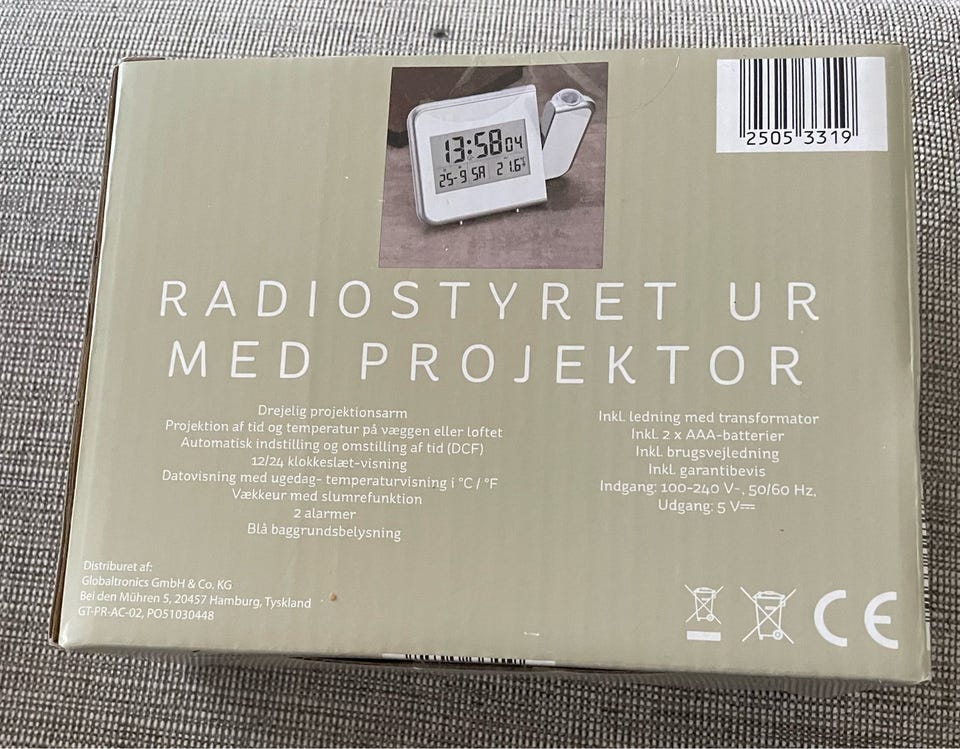 13:58 04
25-9 SA 21.6°C
2505 3319
RADIOSTYRET UR
MED PROJEKTOR
Drejelig projektionsarm
Projektion af tid og temperatur på væggen eller loftet
Automatisk indstilling og omstilling af tid (DCF)
12/24 klokkeslæt-visning
Datovisning med ugedag- temperaturvisning i °C / °F
Vækkeur med slumrefunktion
2 alarmer
Blå baggrundsbelysning
Inkl. ledning med transformator
Inkl. 2 x AAA-batterier
Inkl. brugsvejledning
Inkl. garantibevis
Indgang: 100-240 V~, 50/60 Hz,
Udgang: 5 V⎓
Distriburet af:
Globaltronics GmbH & Co. KG
Bei den Mühren 5, 20457 Hamburg, Tyskland
GT-PR-AC-02, PO51030448
CE